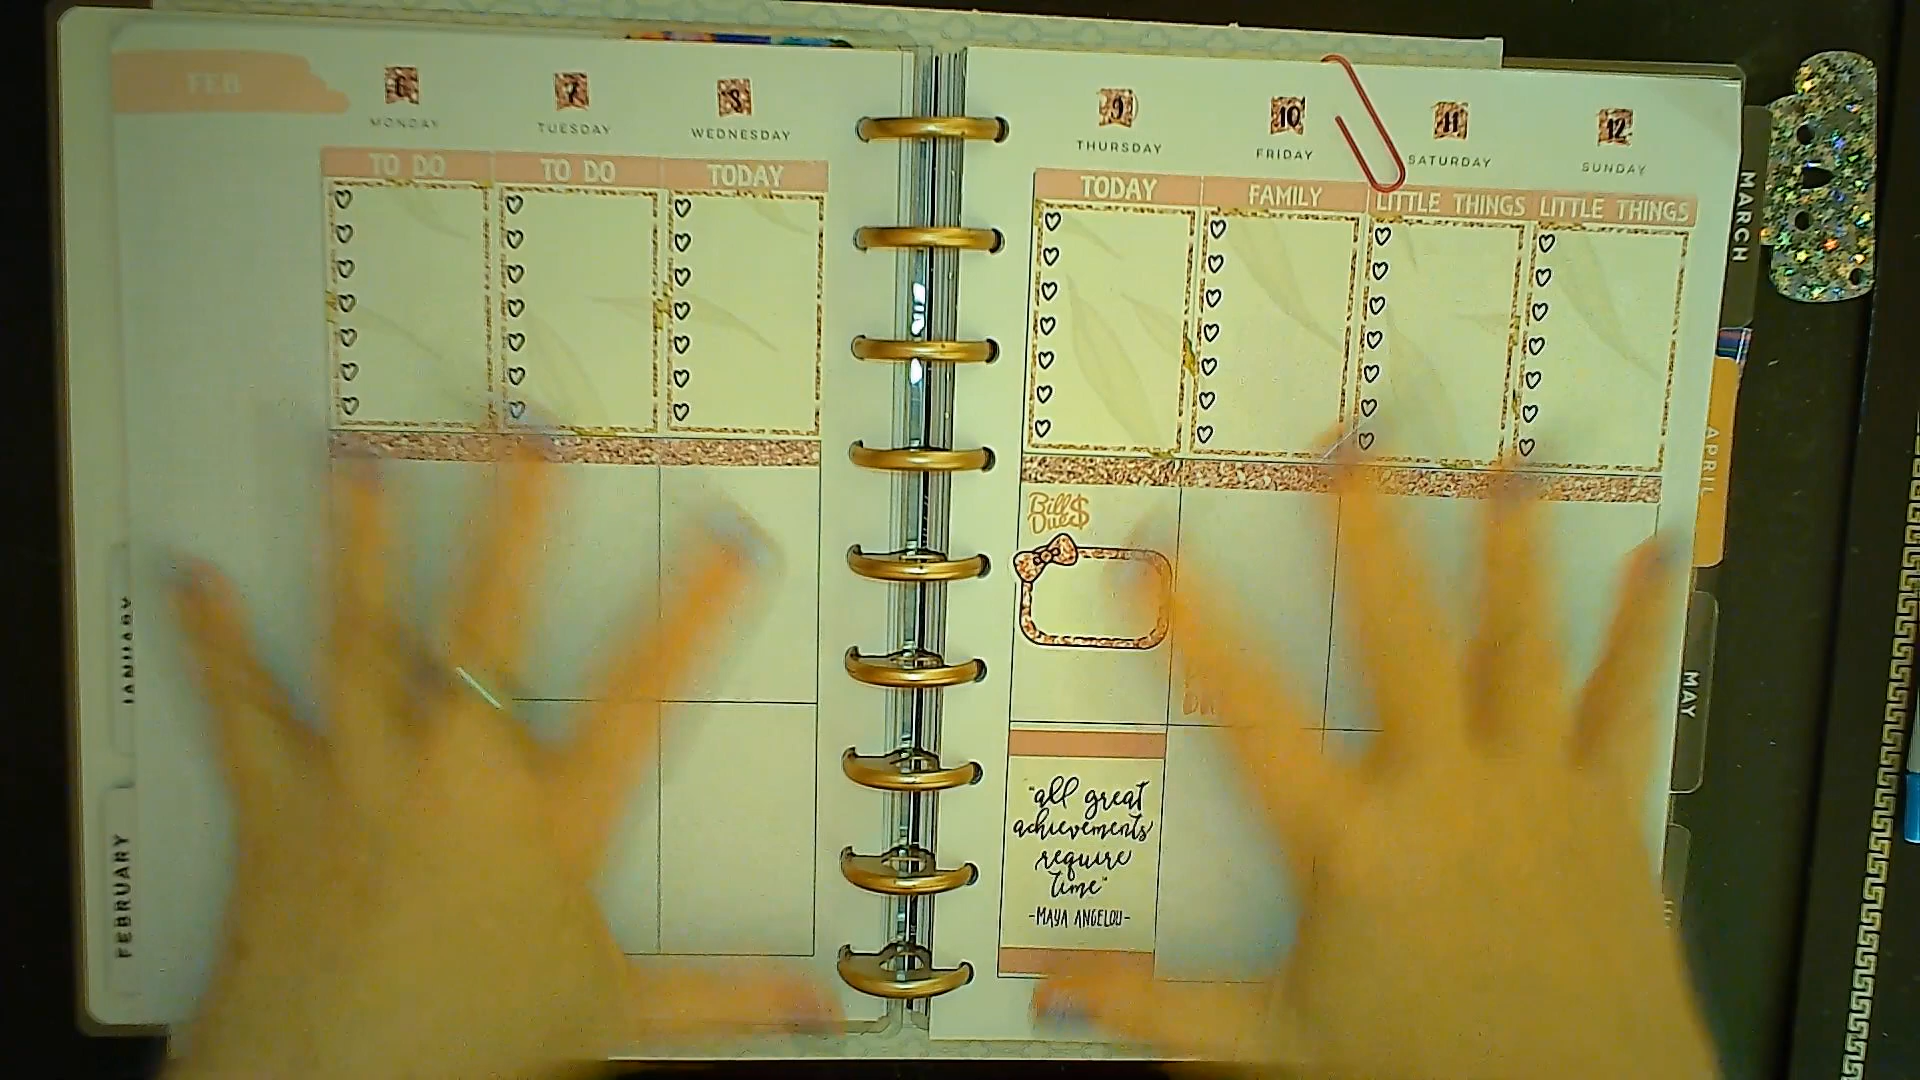 FEB
6
7
8
MONDAY
TUESDAY
WEDNESDAY
TO DO
TO DO
TODAY
9
10
11
12
THURSDAY
FRIDAY
SATURDAY
SUNDAY
TODAY
FAMILY
LITTLE THINGS
LITTLE THINGS
Bill$
Due
"all great
achievements
require
time"
-MAYA ANGELOU-
JANUARY
FEBRUARY
MARCH
APRIL
MAY